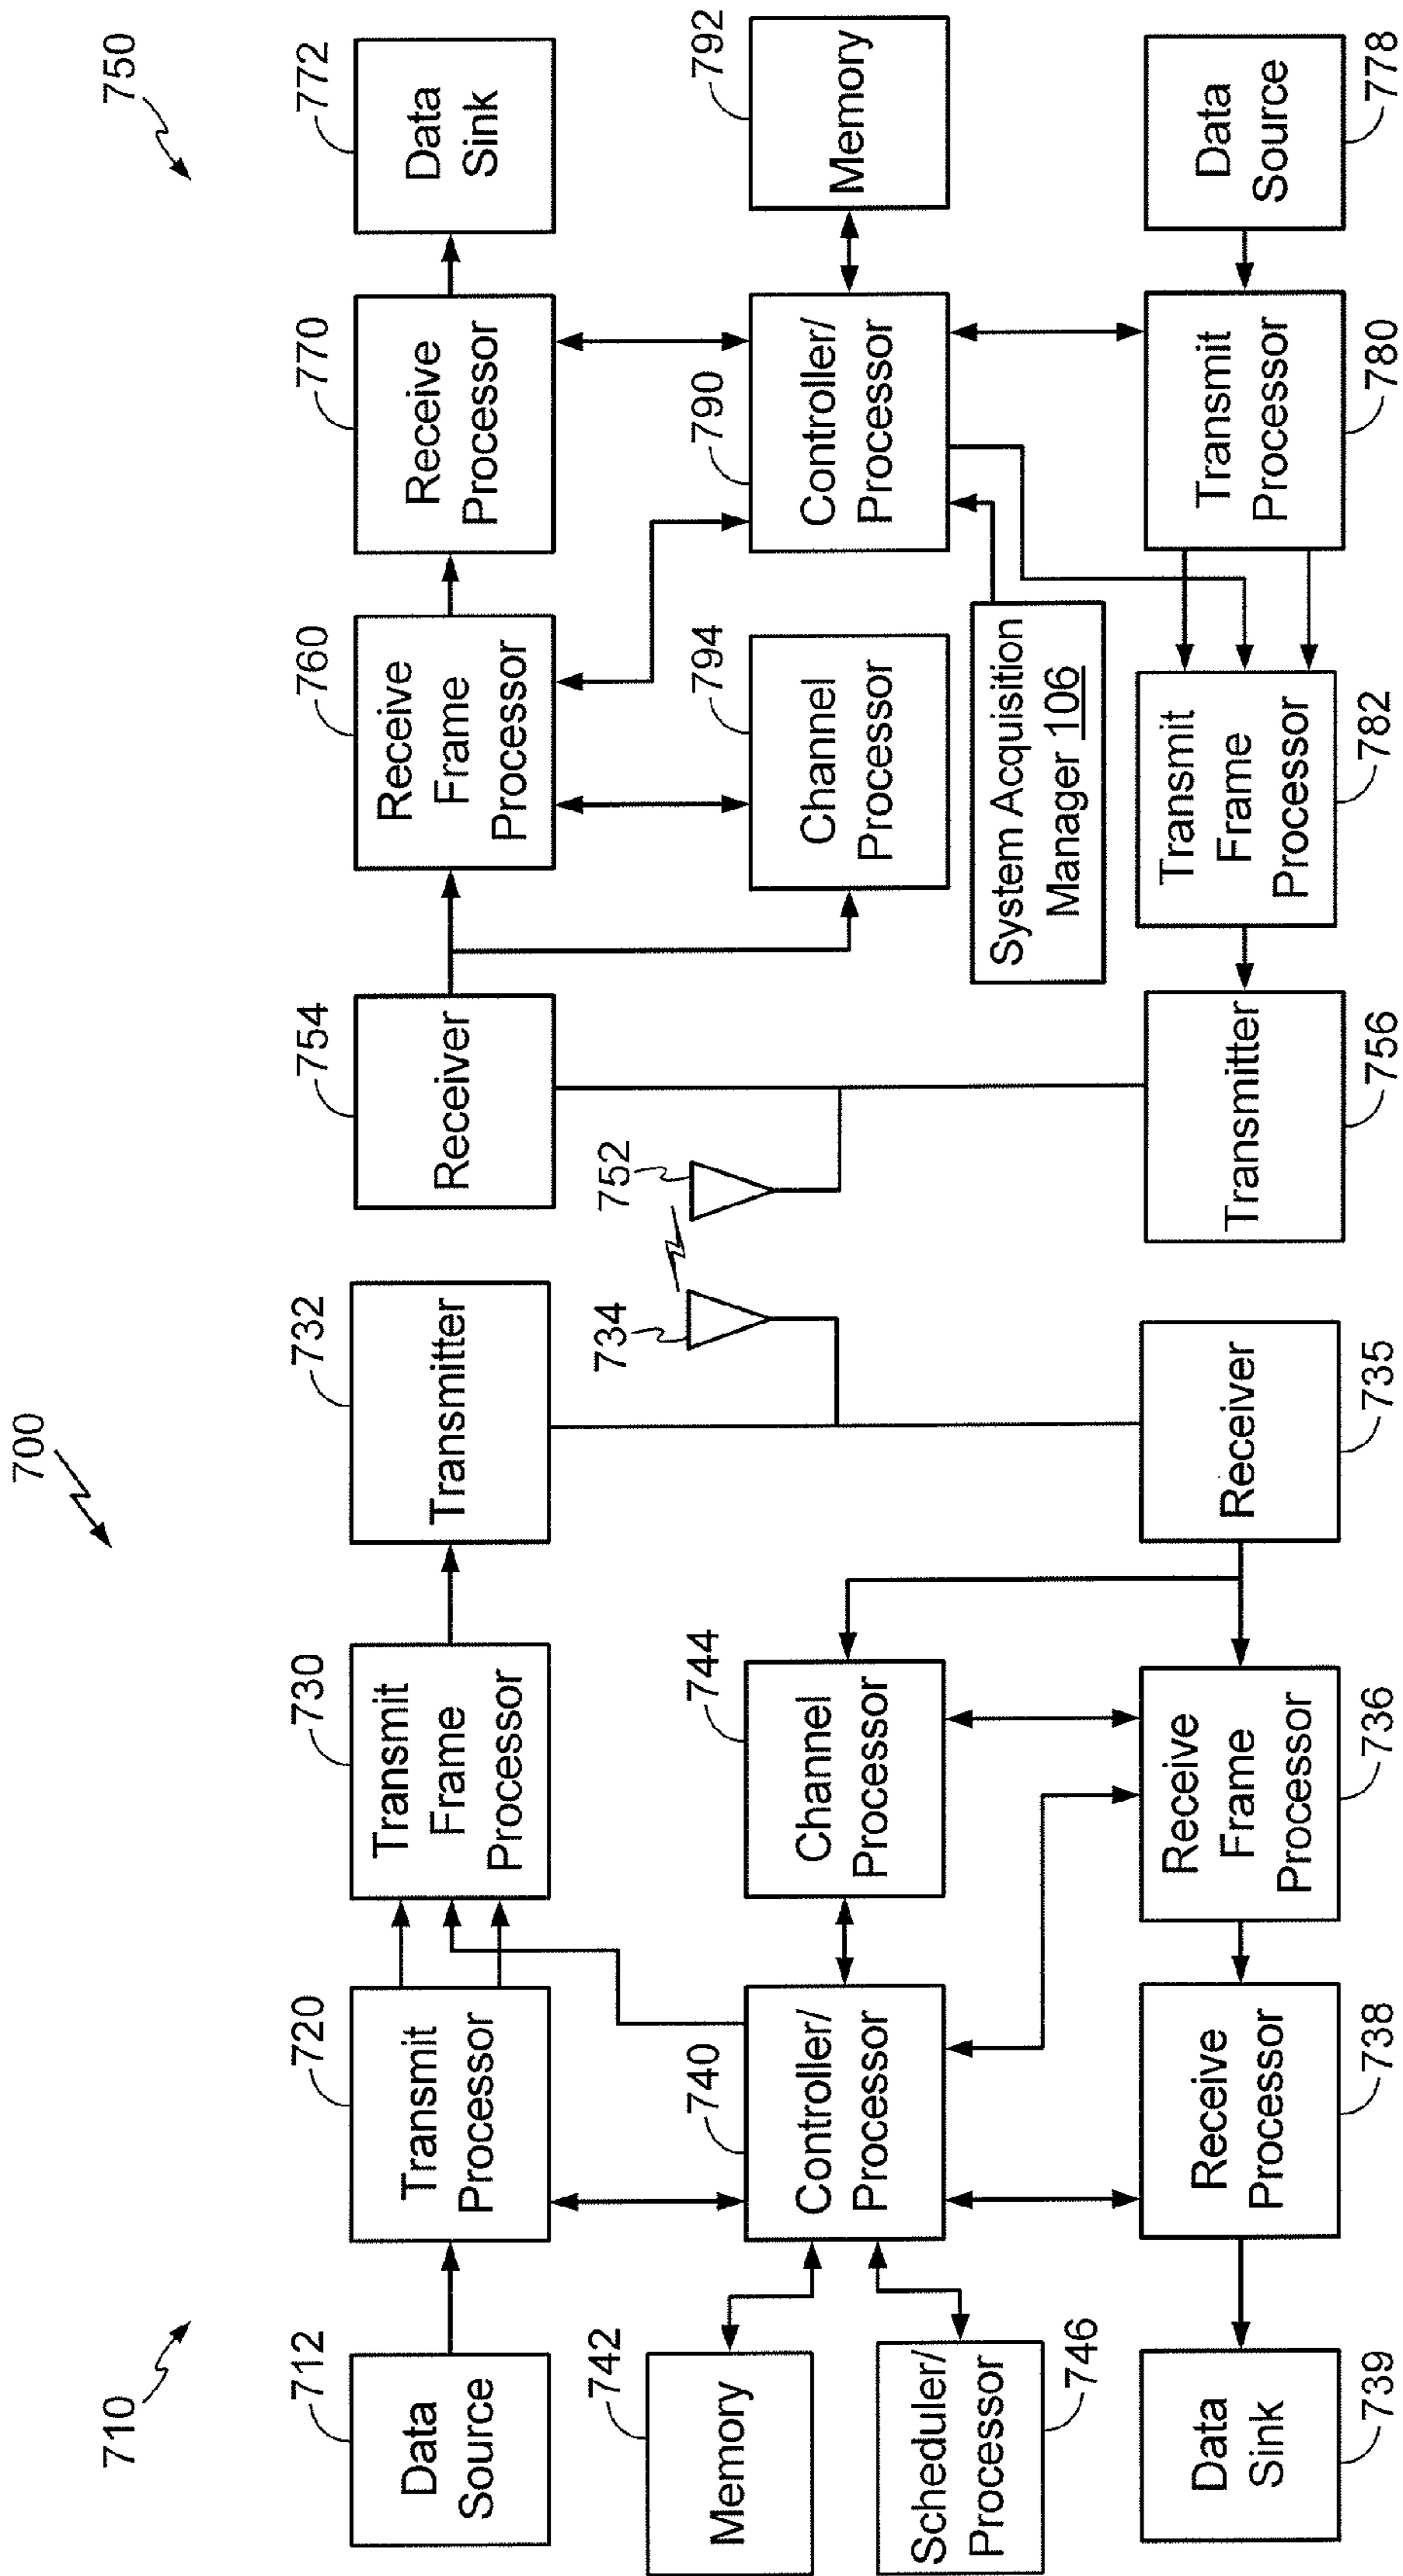 700
710
750
712
Data
Source
720
Transmit
Processor
730
Transmit
Frame
Processor
732
Transmitter
754
Receiver
760
Receive
Frame
Processor
770
Receive
Processor
772
Data
Sink
742
Memory
740
Controller/
Processor
744
Channel
Processor
734
752
794
Channel
Processor
790
Controller/
Processor
792
Memory
Scheduler/
Processor
746
System Acquisition
Manager 106
Data
Sink
739
Receive
Processor
738
Receive
Frame
Processor
736
Receiver
735
Transmitter
756
Transmit
Frame
Processor
782
Transmit
Processor
780
Data
Source
778